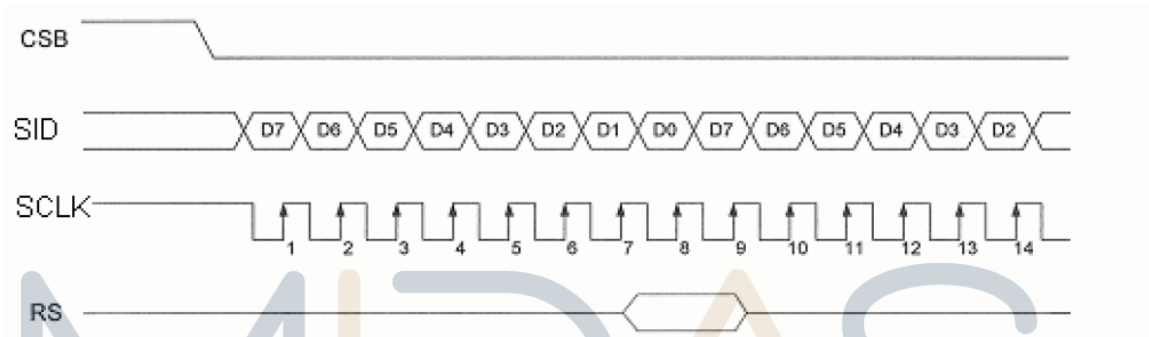 CSB
SID D7 D6 D5 D4 D3 D2 D1 D0 D7 D6 D5 D4 D3 D2
SCLK
1 2 3 4 5 6 7 8 9 10 11 12 13 14
RS
MIDAS